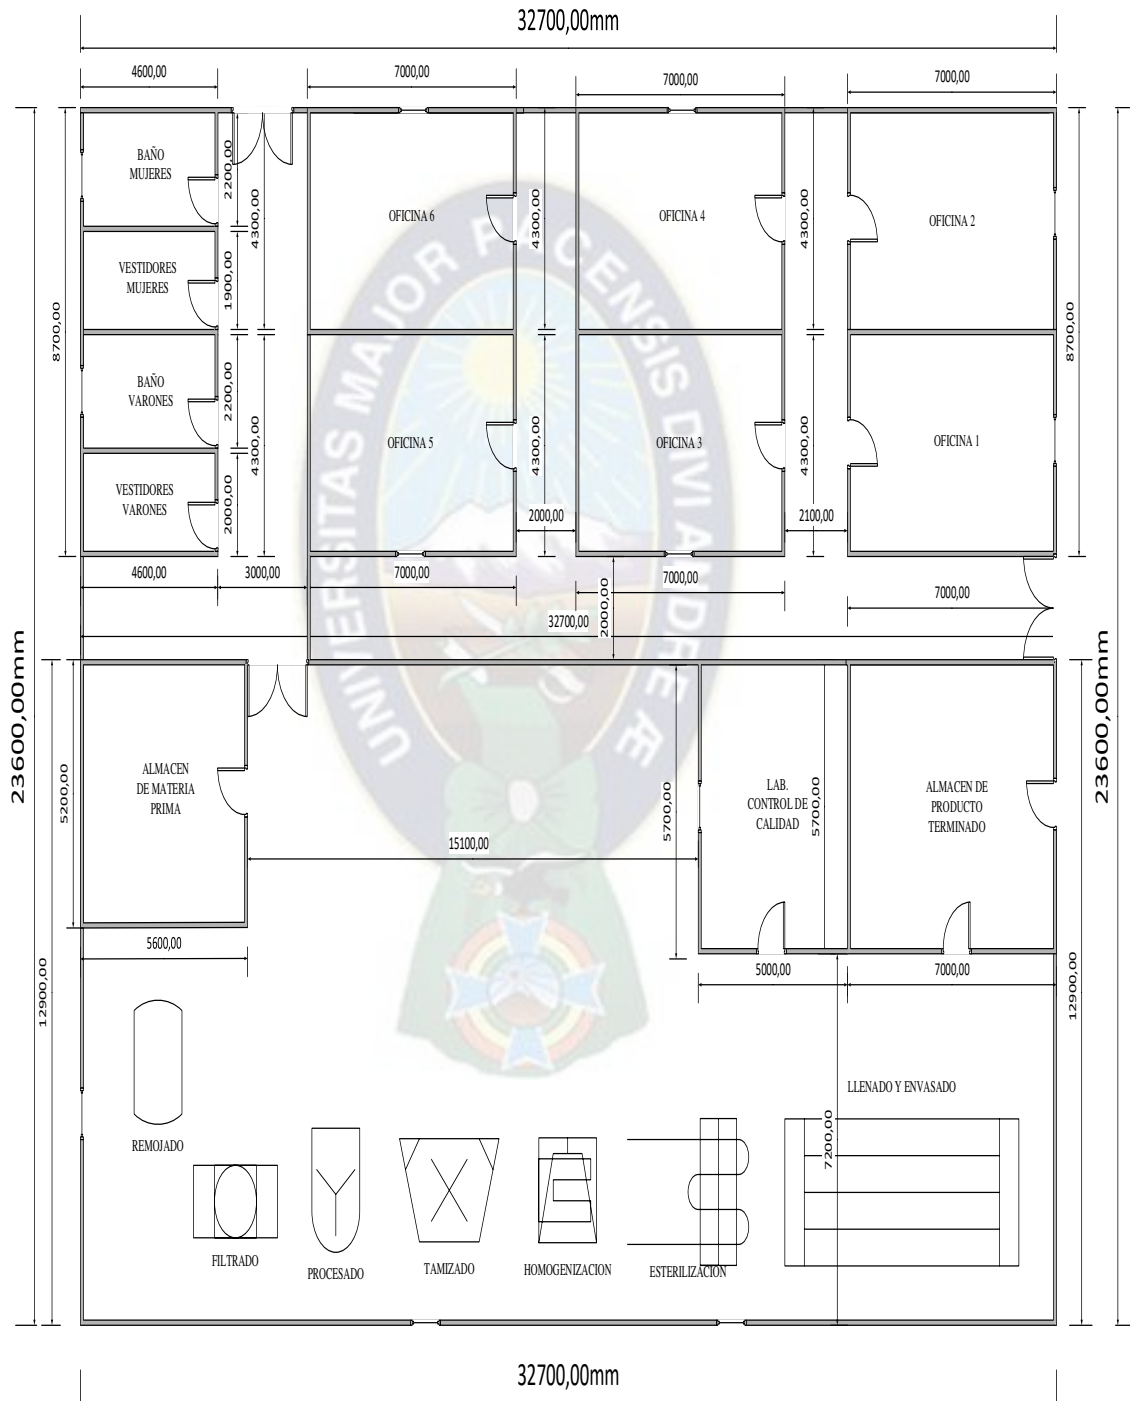 32700,00mm
4600,00
7000,00
7000,00
7000,00
BAÑO
MUJERES
2200,00
4300,00
OFICINA 6
4300,00
OFICINA 4
4300,00
OFICINA 2
VESTIDORES
MUJERES
1900,00
8700,00
8700,00
BAÑO
VARONES
2200,00
4300,00
OFICINA 5
4300,00
OFICINA 3
4300,00
OFICINA 1
VESTIDORES
VARONES
2000,00
2000,00
2100,00
4600,00
3000,00
7000,00
7000,00
7000,00
2000,00
32700,00
23600,00mm
23600,00mm
UNIVERSITAS MAJOR PACENSIS DIVI ANDRE Æ
ALMACEN
DE MATERIA
PRIMA
5200,00
LAB.
CONTROL DE
CALIDAD
5700,00
5700,00
ALMACEN DE
PRODUCTO
TERMINADO
15100,00
5600,00
5000,00
7000,00
12900,00
12900,00
LLENADO Y ENVASADO
7200,00
REMOJADO
FILTRADO
PROCESADO
TAMIZADO
HOMOGENIZACION
ESTERILIZACION
32700,00mm